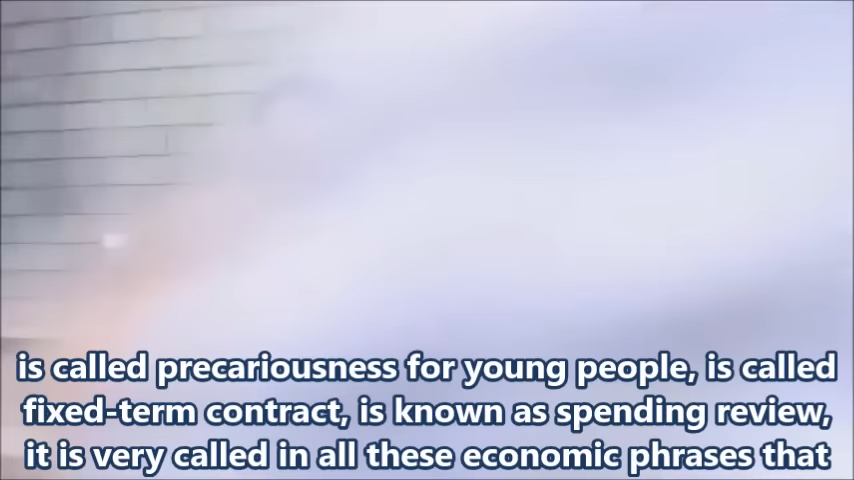 is called precariousness for young people, is called
fixed-term contract, is known as spending review,
it is very called in all these economic phrases that